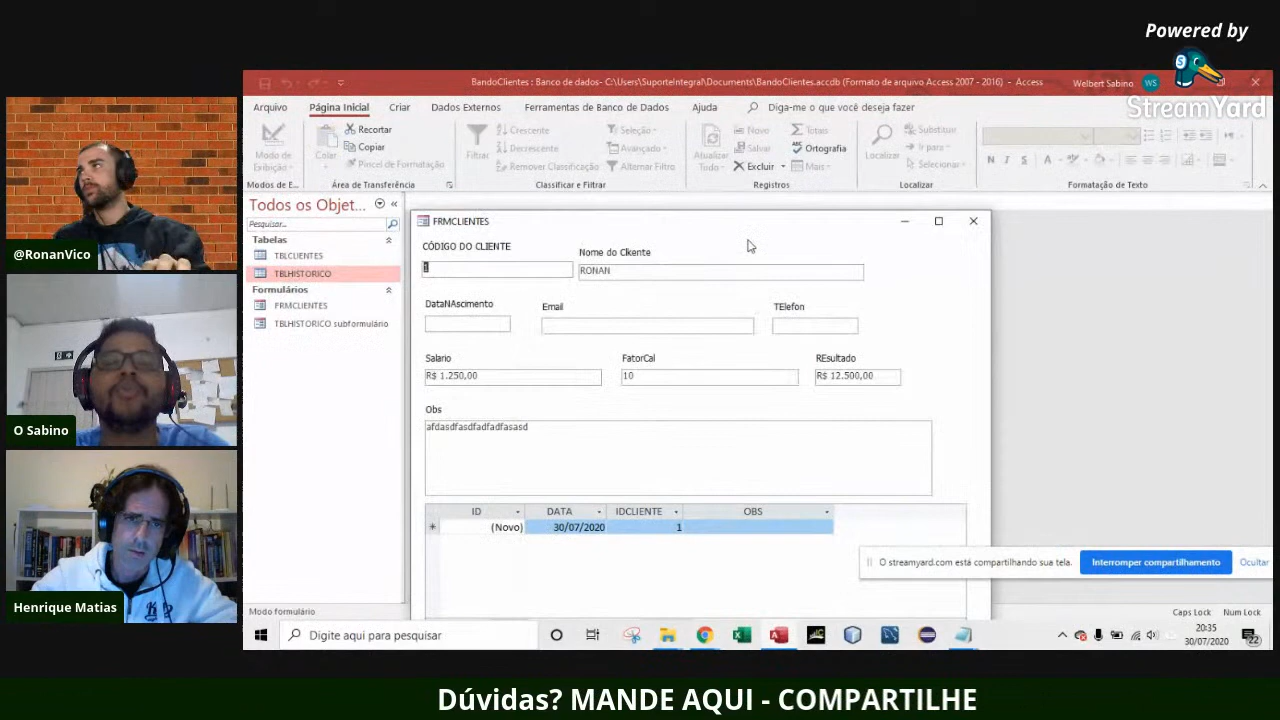 Powered by
StreamYard
BandoClientes : Banco de dados- C:\Users\SuporteIntegral\Documents\BandoClientes.accdb (Formato de arquivo Access 2007 - 2016) - Access
Welbert Sabino
WS
Arquivo
Página Inicial
Criar
Dados Externos
Ferramentas de Banco de Dados
Ajuda
Diga-me o que você deseja fazer
Modo de Exibição
Colar
Recortar
Copiar
Pincel de Formatação
Filtrar
Crescente
Decrescente
Remover Classificação
Seleção
Avançado
Alternar Filtro
Atualizar Tudo
Novo
Salvar
Excluir
Totais
Ortografia
Mais
Localizar
Substituir
Ir para
Selecionar
N
I
S
A
Modos de E...
Área de Transferência
Classificar e Filtrar
Registros
Localizar
Formatação de Texto
Todos os Objet...
Pesquisar...
Tabelas
TBLCLIENTES
TBLHISTORICO
Formulários
FRMCLIENTES
TBLHISTORICO subformulário
FRMCLIENTES
CÓDIGO DO CLIENTE
1
Nome do Clkente
RONAN
DataNAscimento
Email
TElefon
Salario
R$ 1.250,00
FatorCal
10
REsultado
R$ 12.500,00
Obs
afdasdfasdfadfadfasasd
ID
DATA
IDCLIENTE
OBS
(Novo)
30/07/2020
1
O streamyard.com está compartilhando sua tela.
Interromper compartilhamento
Ocultar
Modo formulário
Caps Lock
Num Lock
Digite aqui para pesquisar
20:35
30/07/2020
22
@RonanVico
O Sabino
Henrique Matias
Dúvidas? MANDE AQUI - COMPARTILHE